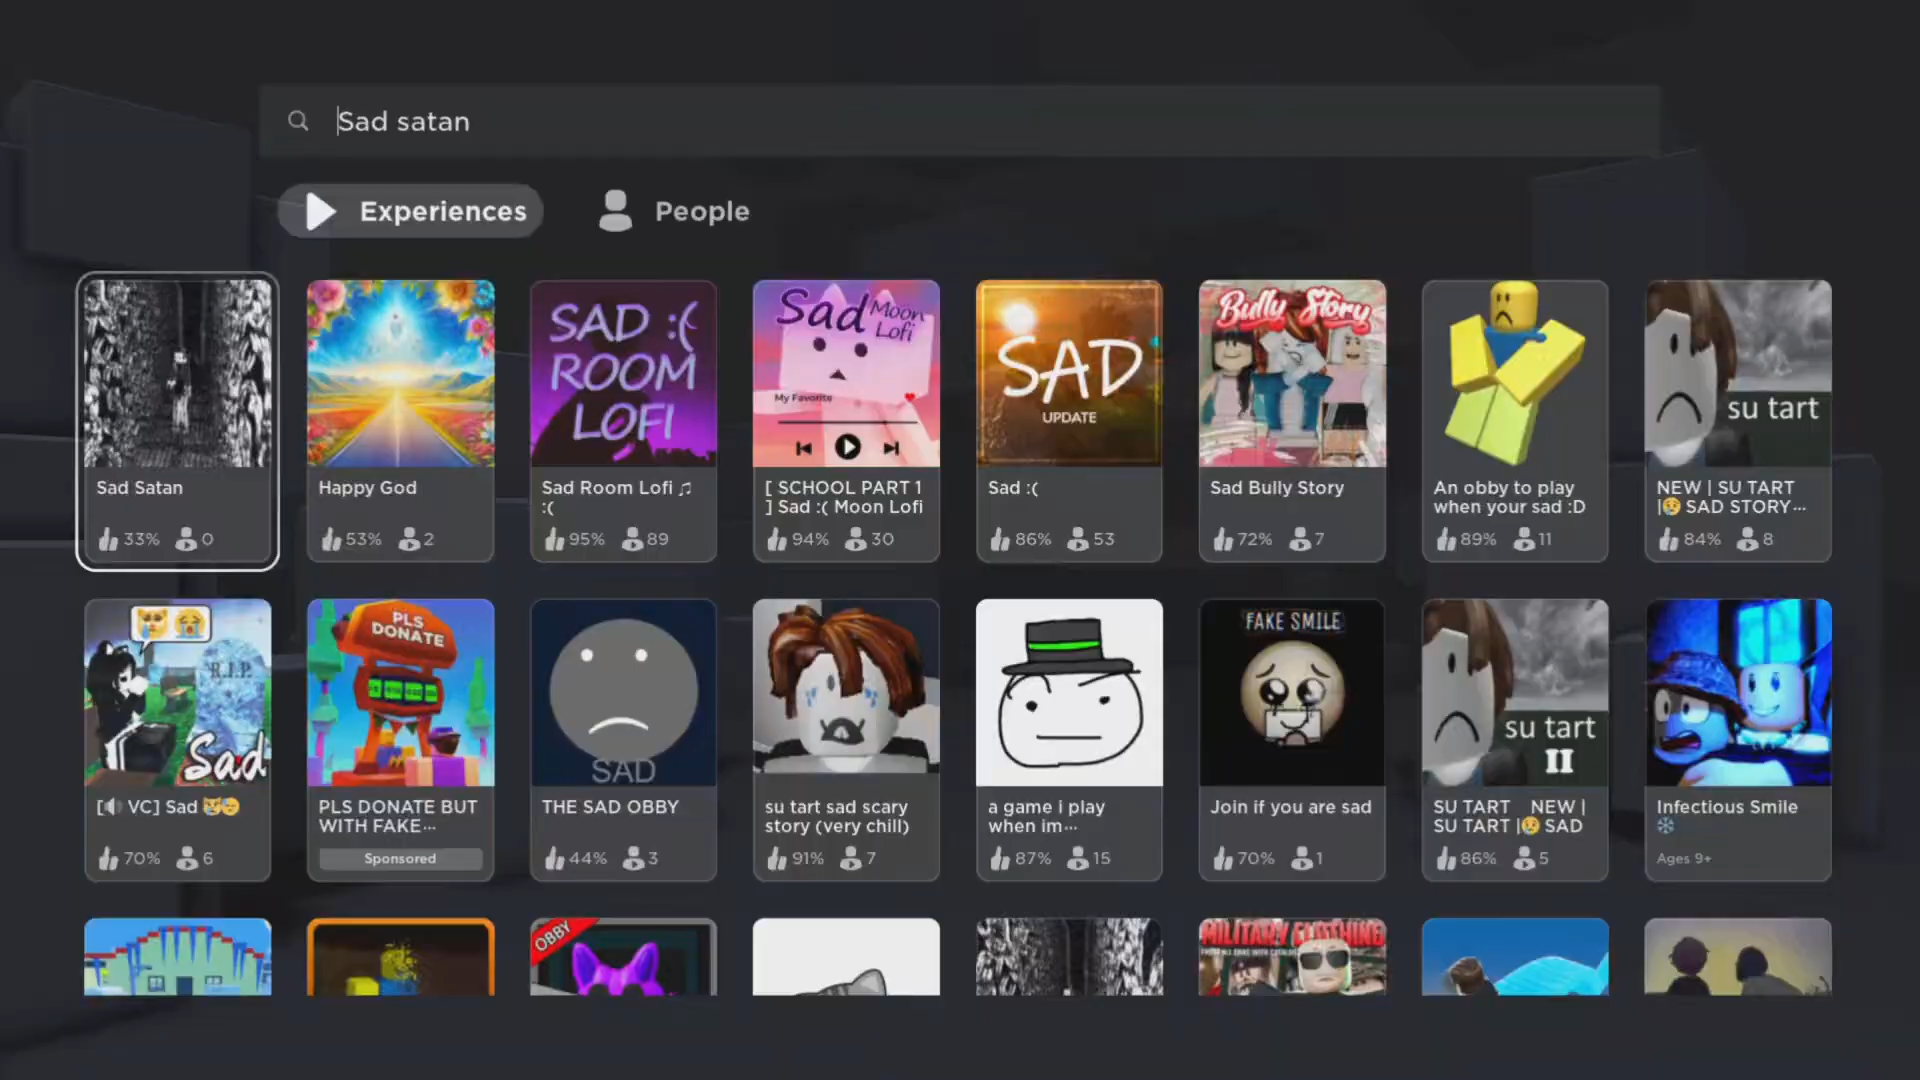 Sad satan
Experiences
People
SAD :(
ROOM
LOFI
Sad Moon
Lofi
My Favorite
SAD
UPDATE
Bully Story
su tart
Sad Satan
Happy God
Sad Room Lofi ♫
:(
[ SCHOOL PART 1
] Sad :( Moon Lofi
Sad :(
Sad Bully Story
An obby to play
when your sad :D
NEW | SU TART
|😢 SAD STORY…
33% 0
53% 2
95% 89
94% 30
86% 53
72% 7
89% 11
84% 8
R.I.P.
Sad
PLS
DONATE
SAD
FAKE SMILE
su tart
II
[🔊 VC] Sad 😿😓
PLS DONATE BUT
WITH FAKE…
THE SAD OBBY
su tart sad scary
story (very chill)
a game i play
when im…
Join if you are sad
SU TART NEW |
SU TART |😢 SAD
Infectious Smile
❄️
70% 6
Sponsored
44% 3
91% 7
87% 15
70% 1
86% 5
Ages 9+
OBBY
MILITARY CLOTHING